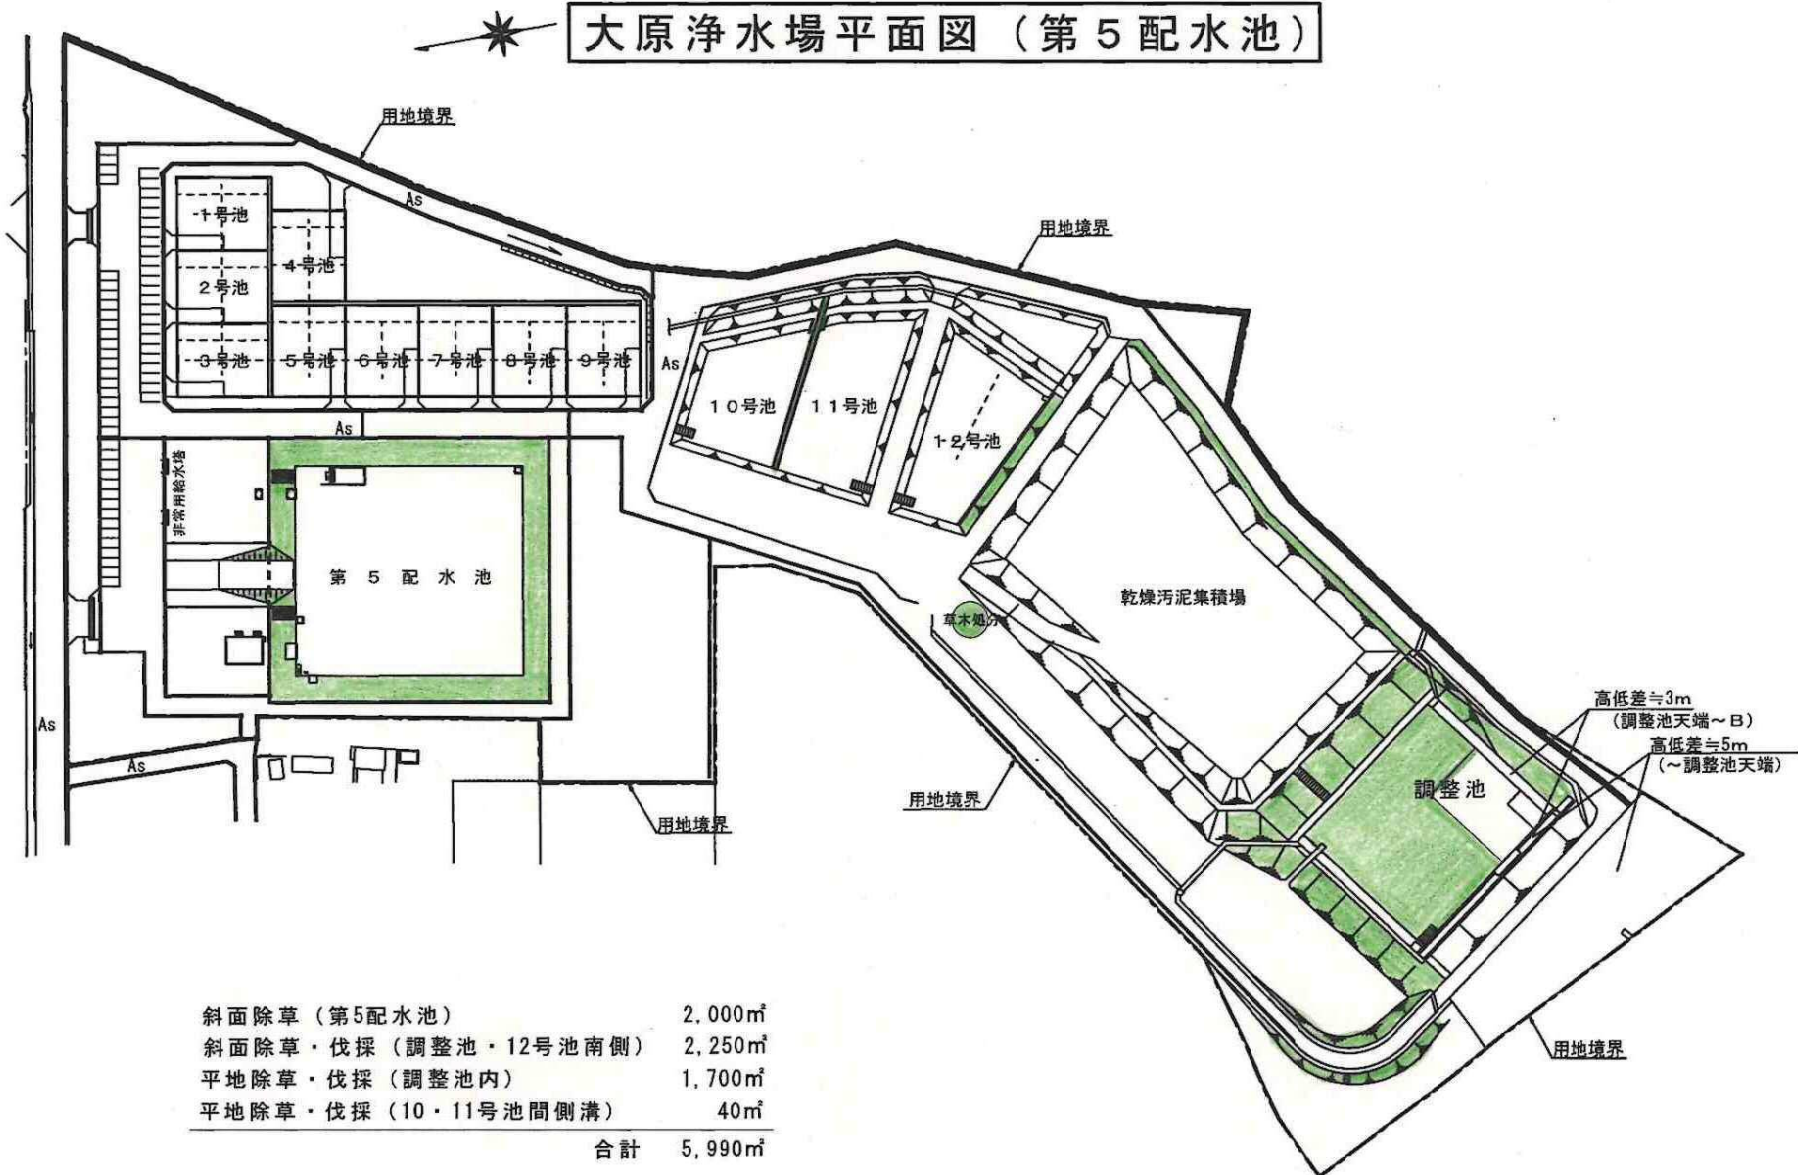 大原浄水場平面図（第５配水池）
用地境界
As
用地境界
1号池
4号池
2号池
3号池
5号池
6号池
7号池
8号池
9号池
As
10号池
11号池
12号池
As
非常用給水塔
第５配水池
乾燥汚泥集積場
草木処分
高低差≒3m
（調整池天端～B）
高低差≒5m
（～調整池天端）
調整池
As
As
用地境界
用地境界
用地境界
斜面除草（第5配水池） 2,000㎡
斜面除草・伐採（調整池・12号池南側） 2,250㎡
平地除草・伐採（調整池内） 1,700㎡
平地除草・伐採（10・11号池間側溝） 40㎡
合計 5,990㎡